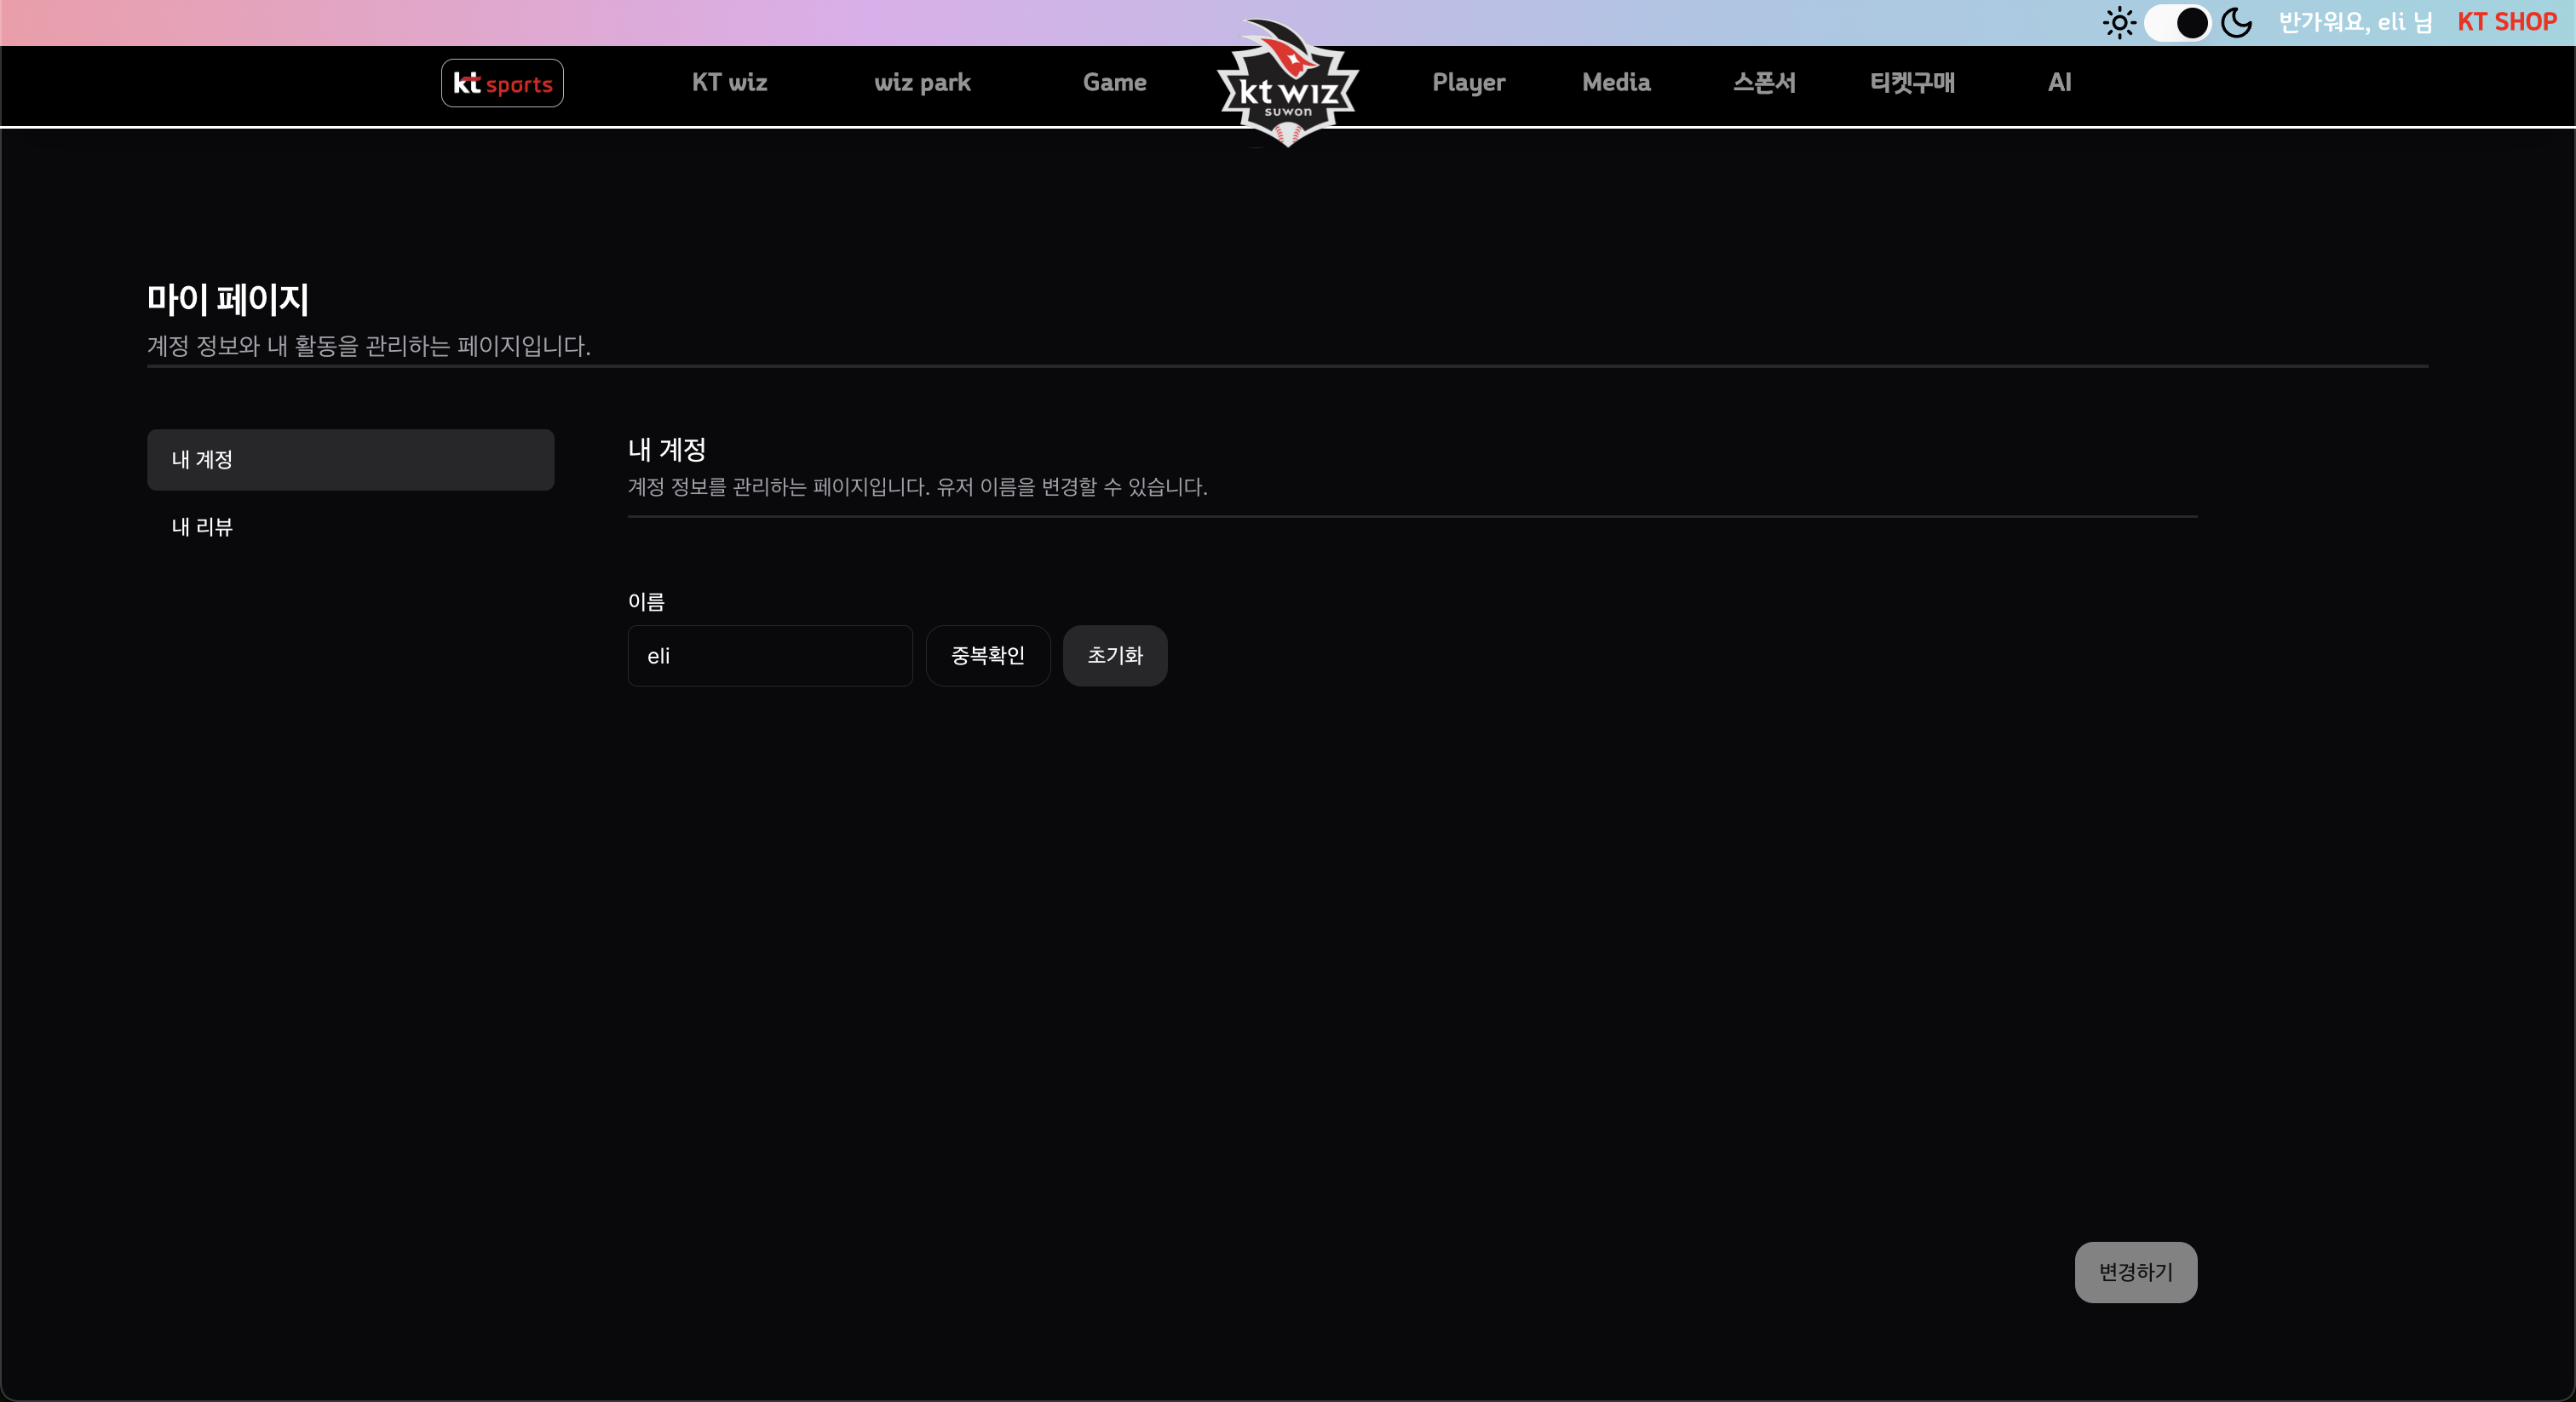 반가워요, eli 님 KT SHOP
kt sports KT wiz wiz park Game kt wiz Player Media 스폰서 티켓구매 AI
suwon
마이 페이지
계정 정보와 내 활동을 관리하는 페이지입니다.
내 계정
내 리뷰
내 계정
계정 정보를 관리하는 페이지입니다. 유저 이름을 변경할 수 있습니다.
이름
eli 중복확인 초기화
변경하기